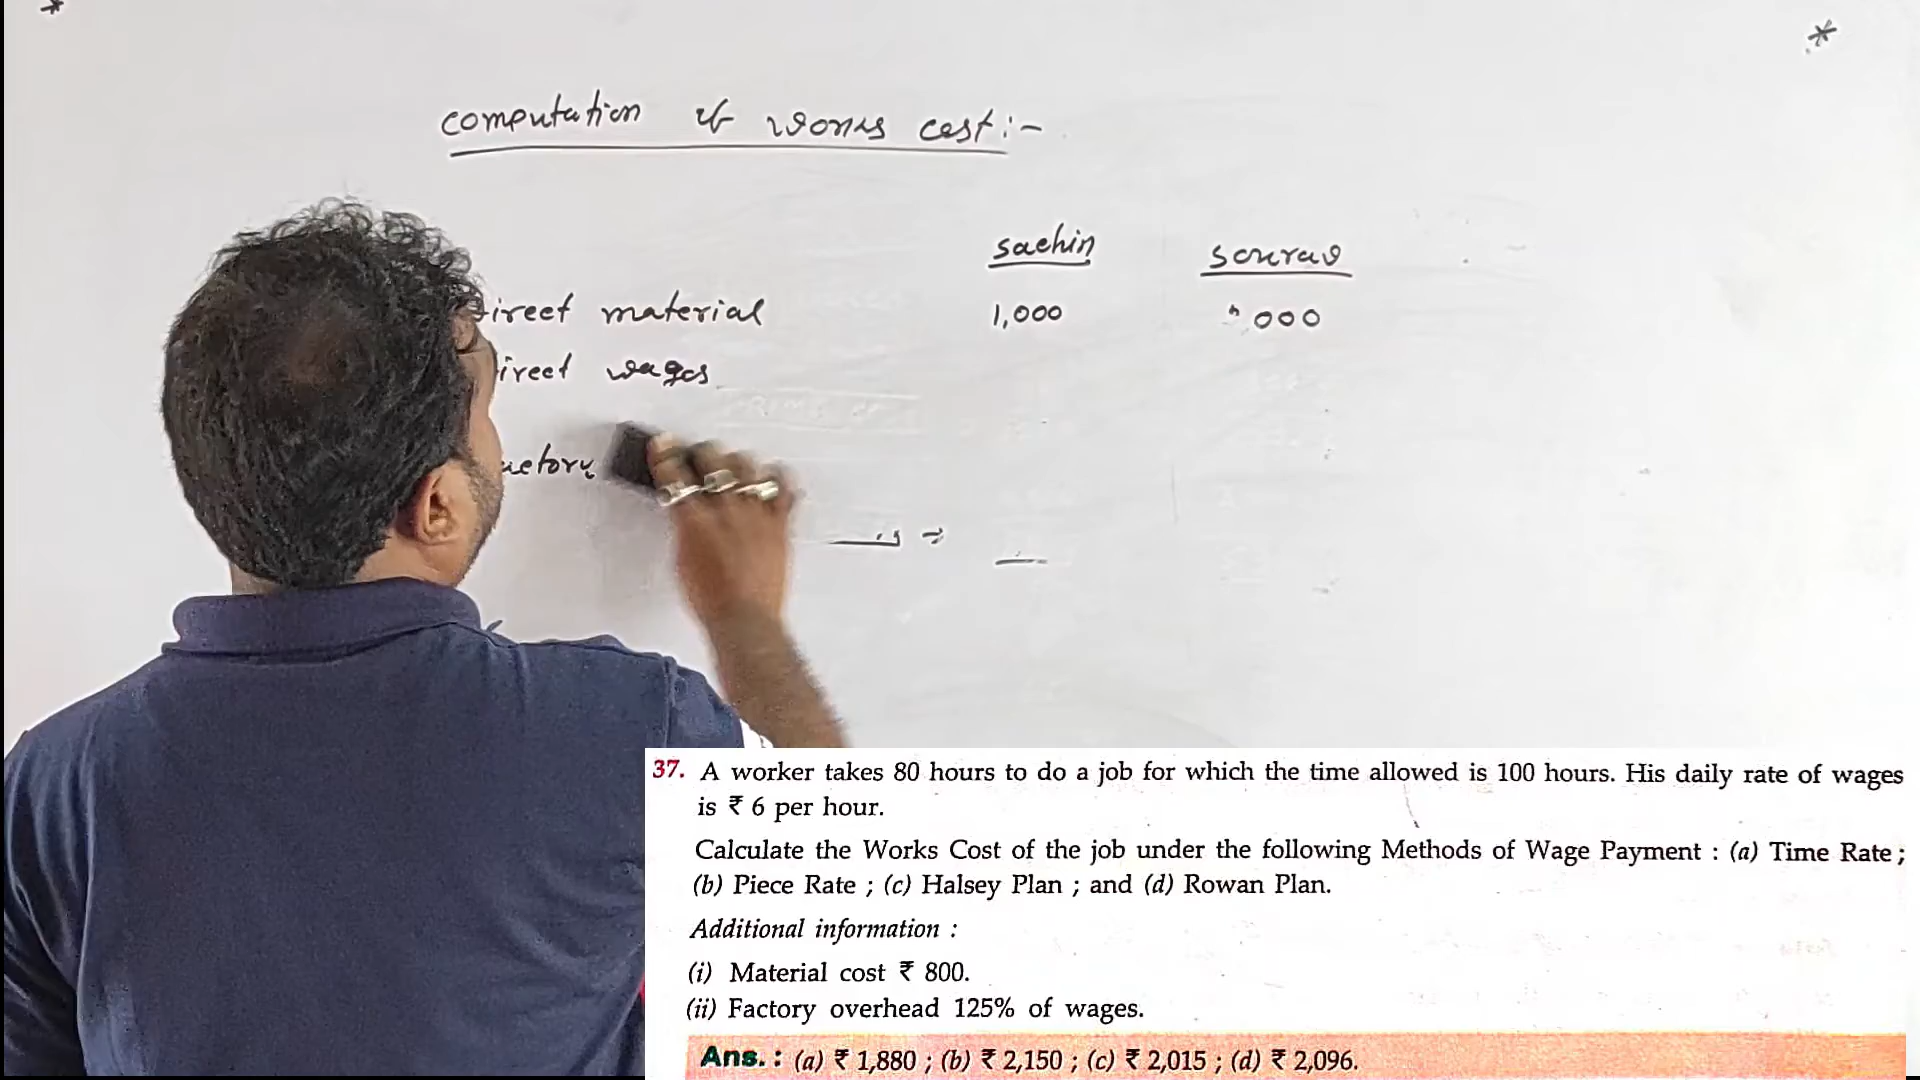 computation of works cost:-
sachin sourav
direct material 1,000 000
direct wages
factory
37. A worker takes 80 hours to do a job for which the time allowed is 100 hours. His daily rate of wages
is ₹ 6 per hour.
Calculate the Works Cost of the job under the following Methods of Wage Payment : (a) Time Rate ;
(b) Piece Rate ; (c) Halsey Plan ; and (d) Rowan Plan.
Additional information :
(i) Material cost ₹ 800.
(ii) Factory overhead 125% of wages.
Ans. : (a) ₹ 1,880 ; (b) ₹ 2,150 ; (c) ₹ 2,015 ; (d) ₹ 2,096.